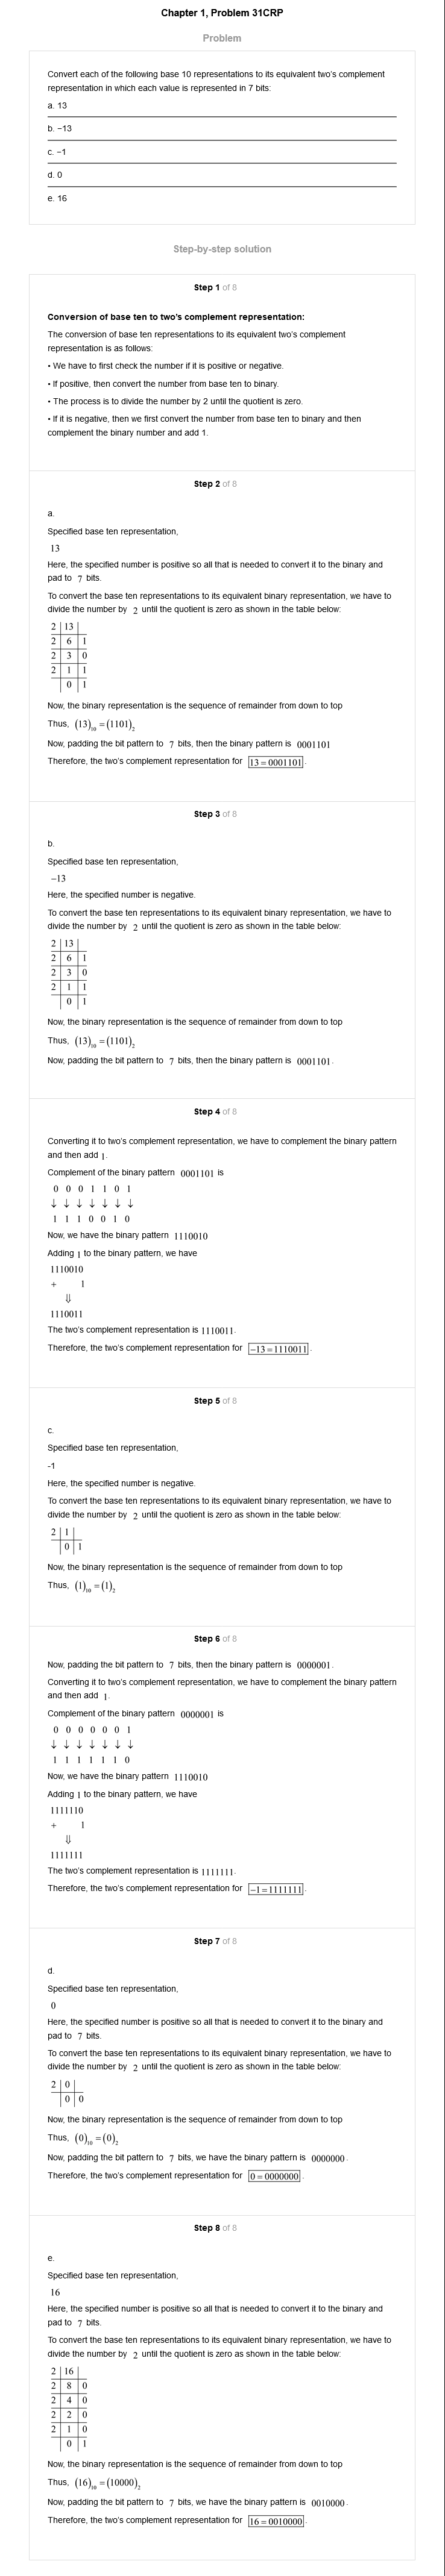 Chapter 1, Problem 31CRP
Problem
Convert each of the following base 10 representations to its equivalent two's complement
representation in which each value is represented in 7 bits:
a. 13
b. −13
c. −1
d. 0
e. 16
Step-by-step solution
Step 1 of 8
Conversion of base ten to two's complement representation:
The conversion of base ten representations to its equivalent two's complement
representation is as follows:
• We have to first check the number if it is positive or negative.
• If positive, then convert the number from base ten to binary.
• The process is to divide the number by 2 until the quotient is zero.
• If it is negative, then we first convert the number from base ten to binary and then
complement the binary number and add 1.
Step 2 of 8
a.
Specified base ten representation,
13
Here, the specified number is positive so all that is needed to convert it to the binary and
pad to 7 bits.
To convert the base ten representations to its equivalent binary representation, we have to
divide the number by 2 until the quotient is zero as shown in the table below:
2 | 13 |
2 | 6 | 1
2 | 3 | 0
2 | 1 | 1
| 0 | 1
Now, the binary representation is the sequence of remainder from down to top
Thus, (13)₁₀ = (1101)₂
Now, padding the bit pattern to 7 bits, then the binary pattern is 0001101
Therefore, the two's complement representation for 13 = 0001101.
Step 3 of 8
b.
Specified base ten representation,
−13
Here, the specified number is negative.
To convert the base ten representations to its equivalent binary representation, we have to
divide the number by 2 until the quotient is zero as shown in the table below:
2 | 13 |
2 | 6 | 1
2 | 3 | 0
2 | 1 | 1
| 0 | 1
Now, the binary representation is the sequence of remainder from down to top
Thus, (13)₁₀ = (1101)₂
Now, padding the bit pattern to 7 bits, then the binary pattern is 0001101.
Step 4 of 8
Converting it to two's complement representation, we have to complement the binary pattern
and then add 1.
Complement of the binary pattern 0001101 is
0 0 0 1 1 0 1
↓ ↓ ↓ ↓ ↓ ↓ ↓
1 1 1 0 0 1 0
Now, we have the binary pattern 1110010
Adding 1 to the binary pattern, we have
1110010
+ 1
⇓
1110011
The two's complement representation is 1110011.
Therefore, the two's complement representation for −13 = 1110011.
Step 5 of 8
c.
Specified base ten representation,
-1
Here, the specified number is negative.
To convert the base ten representations to its equivalent binary representation, we have to
divide the number by 2 until the quotient is zero as shown in the table below:
2 | 1 |
| 0 | 1
Now, the binary representation is the sequence of remainder from down to top
Thus, (1)₁₀ = (1)₂
Step 6 of 8
Now, padding the bit pattern to 7 bits, then the binary pattern is 0000001.
Converting it to two's complement representation, we have to complement the binary pattern
and then add 1.
Complement of the binary pattern 0000001 is
0 0 0 0 0 0 1
↓ ↓ ↓ ↓ ↓ ↓ ↓
1 1 1 1 1 1 0
Now, we have the binary pattern 1110010
Adding 1 to the binary pattern, we have
1111110
+ 1
⇓
1111111
The two's complement representation is 1111111.
Therefore, the two's complement representation for −1 = 1111111.
Step 7 of 8
d.
Specified base ten representation,
0
Here, the specified number is positive so all that is needed to convert it to the binary and
pad to 7 bits.
To convert the base ten representations to its equivalent binary representation, we have to
divide the number by 2 until the quotient is zero as shown in the table below:
2 | 0 |
| 0 | 0
Now, the binary representation is the sequence of remainder from down to top
Thus, (0)₁₀ = (0)₂
Now, padding the bit pattern to 7 bits, we have the binary pattern is 0000000.
Therefore, the two's complement representation for 0 = 0000000.
Step 8 of 8
e.
Specified base ten representation,
16
Here, the specified number is positive so all that is needed to convert it to the binary and
pad to 7 bits.
To convert the base ten representations to its equivalent binary representation, we have to
divide the number by 2 until the quotient is zero as shown in the table below:
2 | 16 |
2 | 8 | 0
2 | 4 | 0
2 | 2 | 0
2 | 1 | 0
| 0 | 1
Now, the binary representation is the sequence of remainder from down to top
Thus, (16)₁₀ = (10000)₂
Now, padding the bit pattern to 7 bits, we have the binary pattern is 0010000.
Therefore, the two's complement representation for 16 = 0010000.